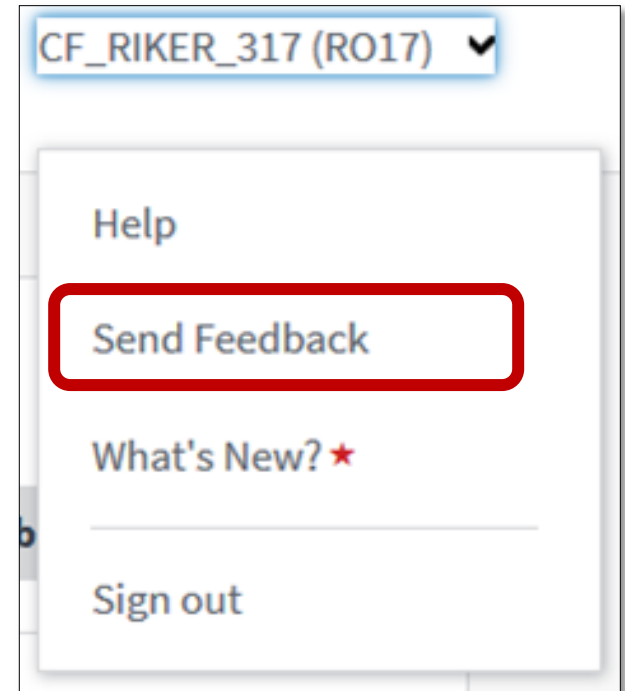 CF_RIKER_317 (RO17)
Help
Send Feedback
What's New? ★
b
Sign out